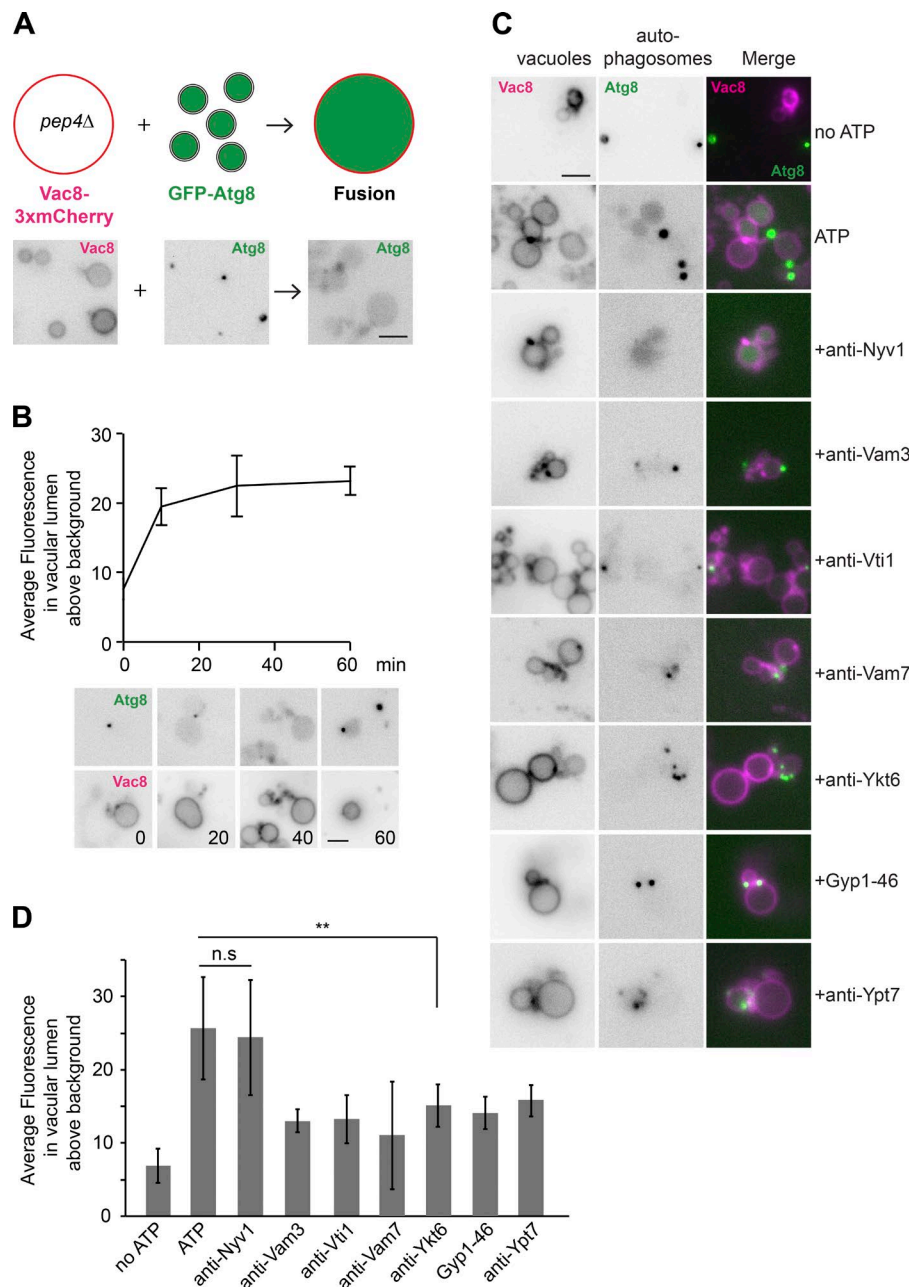 A
pep4Δ
+
→
Vac8-
3xmCherry
GFP-Atg8
Fusion
Vac8
+
Atg8
→
Atg8
B
Average Fluorescence
in vacular lumen
above background
30
20
10
0
0 20 40 60 min
Atg8
Vac8
0 20 40 60
C
vacuoles
auto-
phagosomes
Merge
Vac8
Atg8
Vac8
Atg8
no ATP
ATP
+anti-Nyv1
+anti-Vam3
+anti-Vti1
+anti-Vam7
+anti-Ykt6
+Gyp1-46
+anti-Ypt7
D
Average Fluorescence
in vacular lumen
above background
30
20
10
0
**
n.s
no ATP
ATP
anti-Nyv1
anti-Vam3
anti-Vti1
anti-Vam7
anti-Ykt6
Gyp1-46
anti-Ypt7